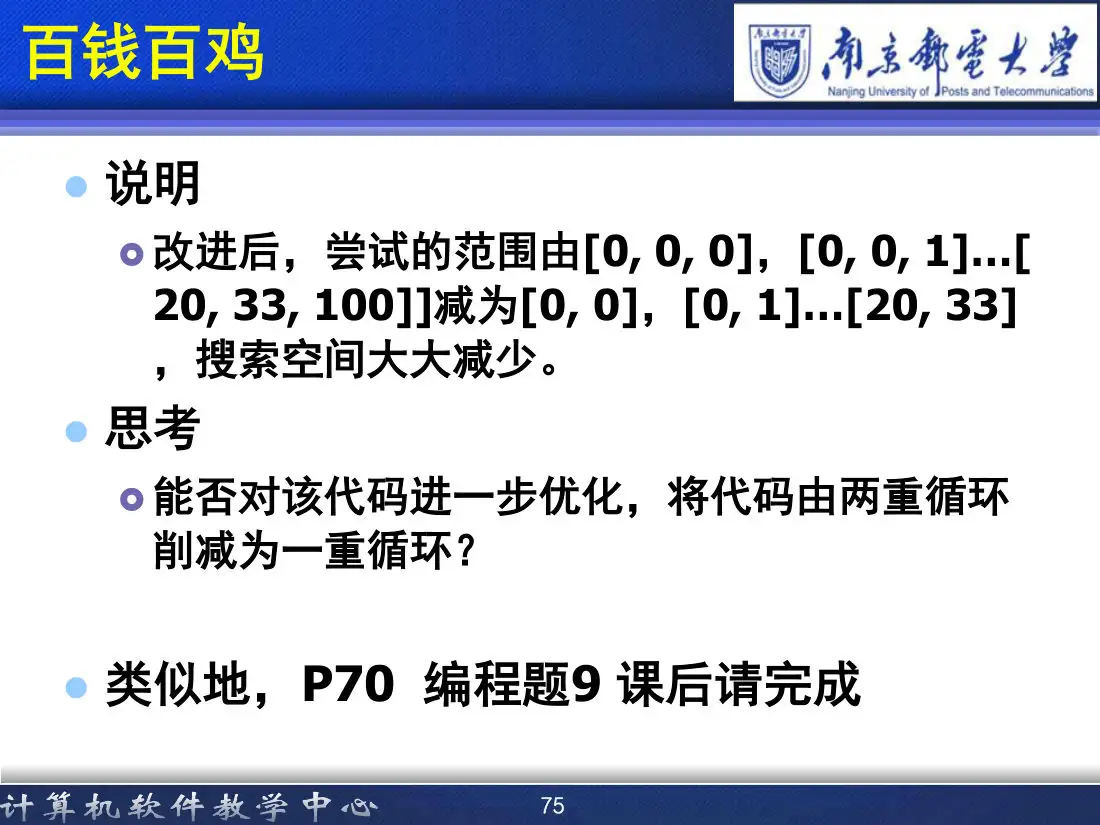 百钱百鸡
南京邮电大学
Nanjing University of Posts and Telecommunications
说明
改进后，尝试的范围由[0, 0, 0]，[0, 0, 1]…[
20, 33, 100]]减为[0, 0]，[0, 1]…[20, 33]
，搜索空间大大减少。
思考
能否对该代码进一步优化，将代码由两重循环
削减为一重循环？
类似地，P70 编程题9 课后请完成
计算机软件教学中心
75